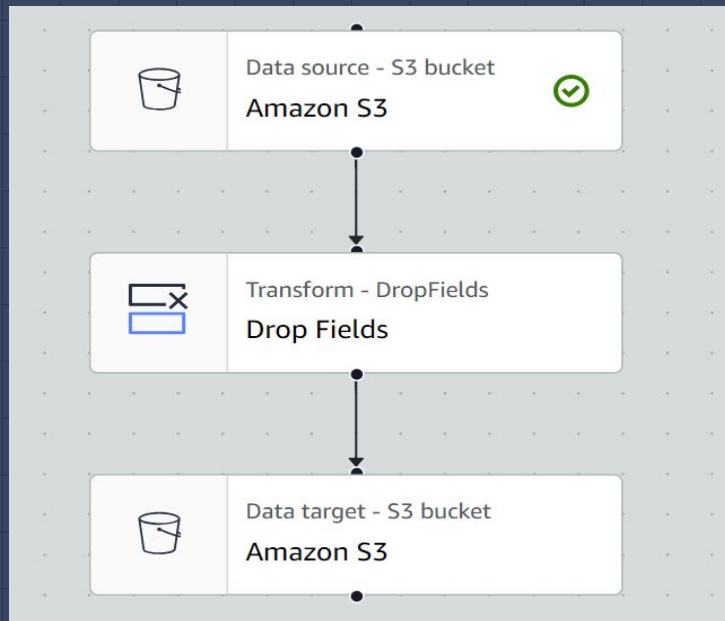 Data source - S3 bucket
Amazon S3
Transform - DropFields
Drop Fields
Data target - S3 bucket
Amazon S3